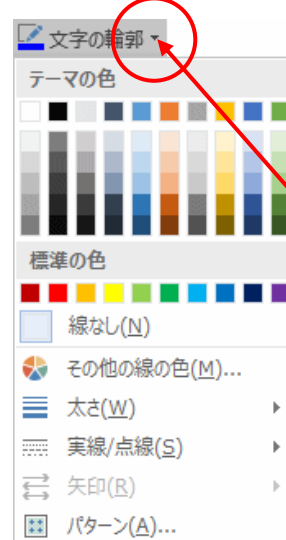 文字の輪郭
テーマの色
標準の色
線なし(N)
その他の線の色(M)...
太さ(W)
実線/点線(S)
矢印(R)
パターン(A)...